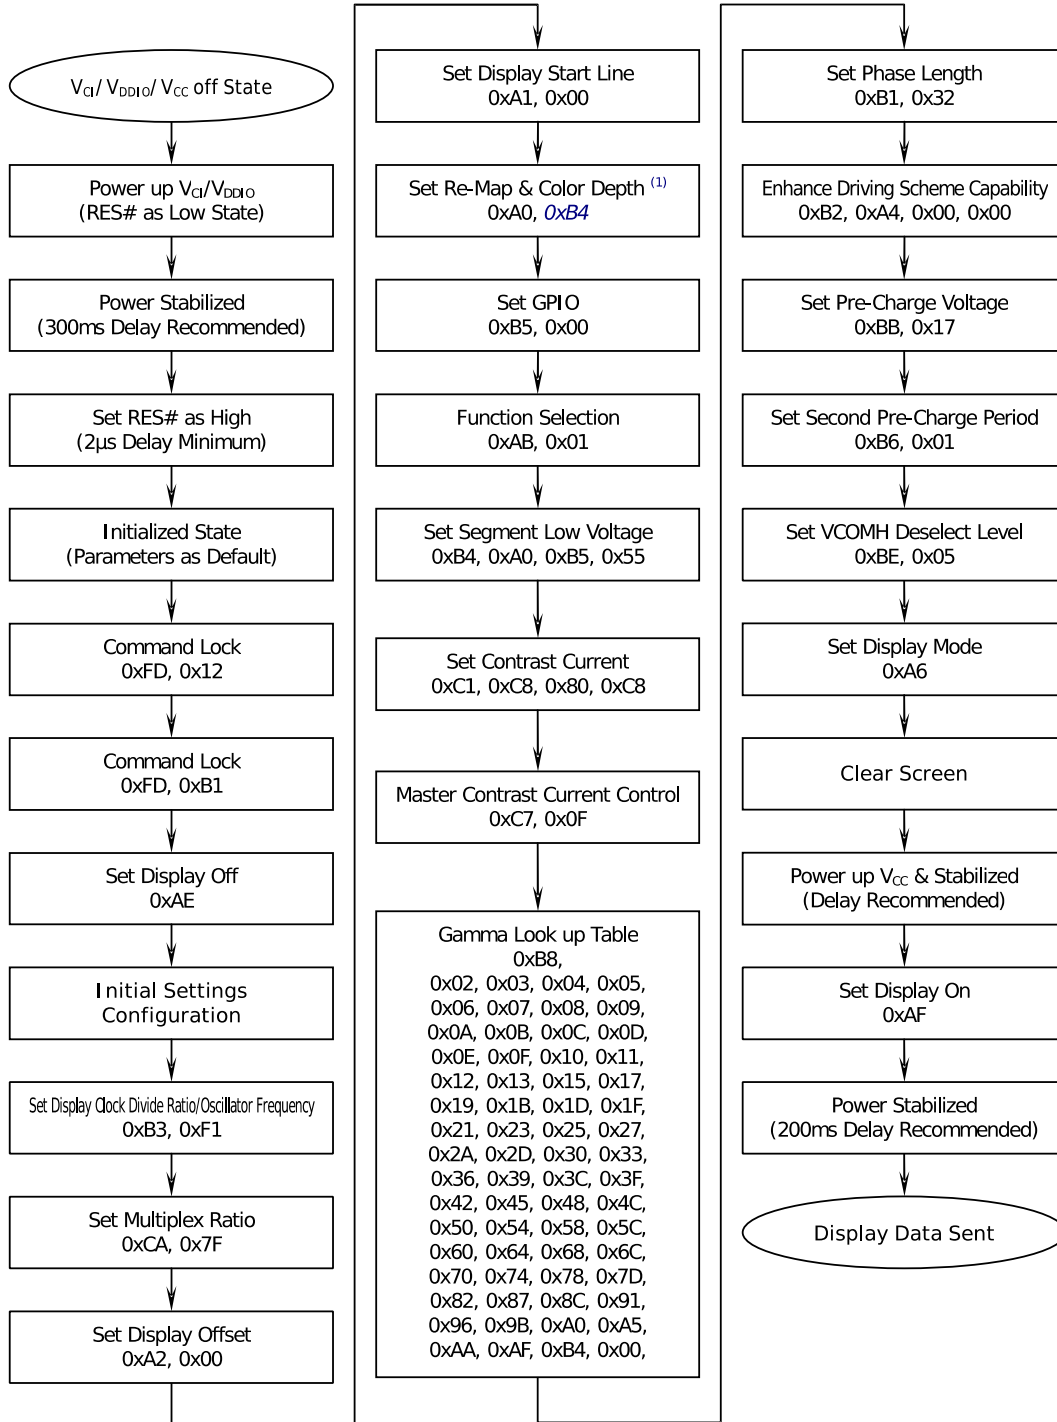 VCI/ VDDIO/ VCC off State
Power up VCI/VDDIO
(RES# as Low State)
Power Stabilized
(300ms Delay Recommended)
Set RES# as High
(2µs Delay Minimum)
Initialized State
(Parameters as Default)
Command Lock
0xFD, 0x12
Command Lock
0xFD, 0xB1
Set Display Off
0xAE
Initial Settings
Configuration
Set Display Clock Divide Ratio/Oscillator Frequency
0xB3, 0xF1
Set Multiplex Ratio
0xCA, 0x7F
Set Display Offset
0xA2, 0x00
Set Display Start Line
0xA1, 0x00
Set Re-Map & Color Depth (1)
0xA0, 0xB4
Set GPIO
0xB5, 0x00
Function Selection
0xAB, 0x01
Set Segment Low Voltage
0xB4, 0xA0, 0xB5, 0x55
Set Contrast Current
0xC1, 0xC8, 0x80, 0xC8
Master Contrast Current Control
0xC7, 0x0F
Gamma Look up Table
0xB8,
0x02, 0x03, 0x04, 0x05,
0x06, 0x07, 0x08, 0x09,
0x0A, 0x0B, 0x0C, 0x0D,
0x0E, 0x0F, 0x10, 0x11,
0x12, 0x13, 0x15, 0x17,
0x19, 0x1B, 0x1D, 0x1F,
0x21, 0x23, 0x25, 0x27,
0x2A, 0x2D, 0x30, 0x33,
0x36, 0x39, 0x3C, 0x3F,
0x42, 0x45, 0x48, 0x4C,
0x50, 0x54, 0x58, 0x5C,
0x60, 0x64, 0x68, 0x6C,
0x70, 0x74, 0x78, 0x7D,
0x82, 0x87, 0x8C, 0x91,
0x96, 0x9B, 0xA0, 0xA5,
0xAA, 0xAF, 0xB4, 0x00,
Set Phase Length
0xB1, 0x32
Enhance Driving Scheme Capability
0xB2, 0xA4, 0x00, 0x00
Set Pre-Charge Voltage
0xBB, 0x17
Set Second Pre-Charge Period
0xB6, 0x01
Set VCOMH Deselect Level
0xBE, 0x05
Set Display Mode
0xA6
Clear Screen
Power up VCC & Stabilized
(Delay Recommended)
Set Display On
0xAF
Power Stabilized
(200ms Delay Recommended)
Display Data Sent